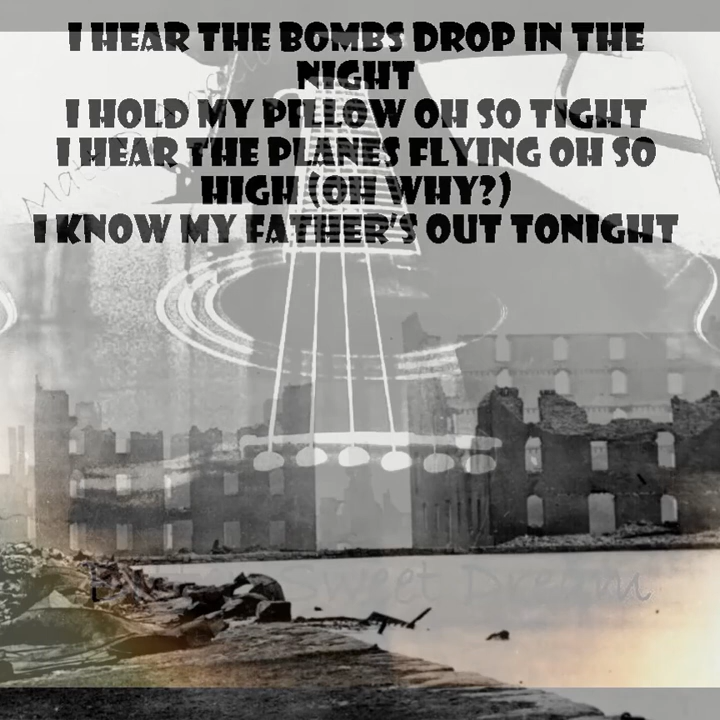 I HEAR THE BOMBS DROP IN THE
NIGHT
I HOLD MY PILLOW OH SO TIGHT
I HEAR THE PLANES FLYING OH SO
HIGH (OH WHY?)
I KNOW MY FATHER'S OUT TONIGHT
Sweet Dream